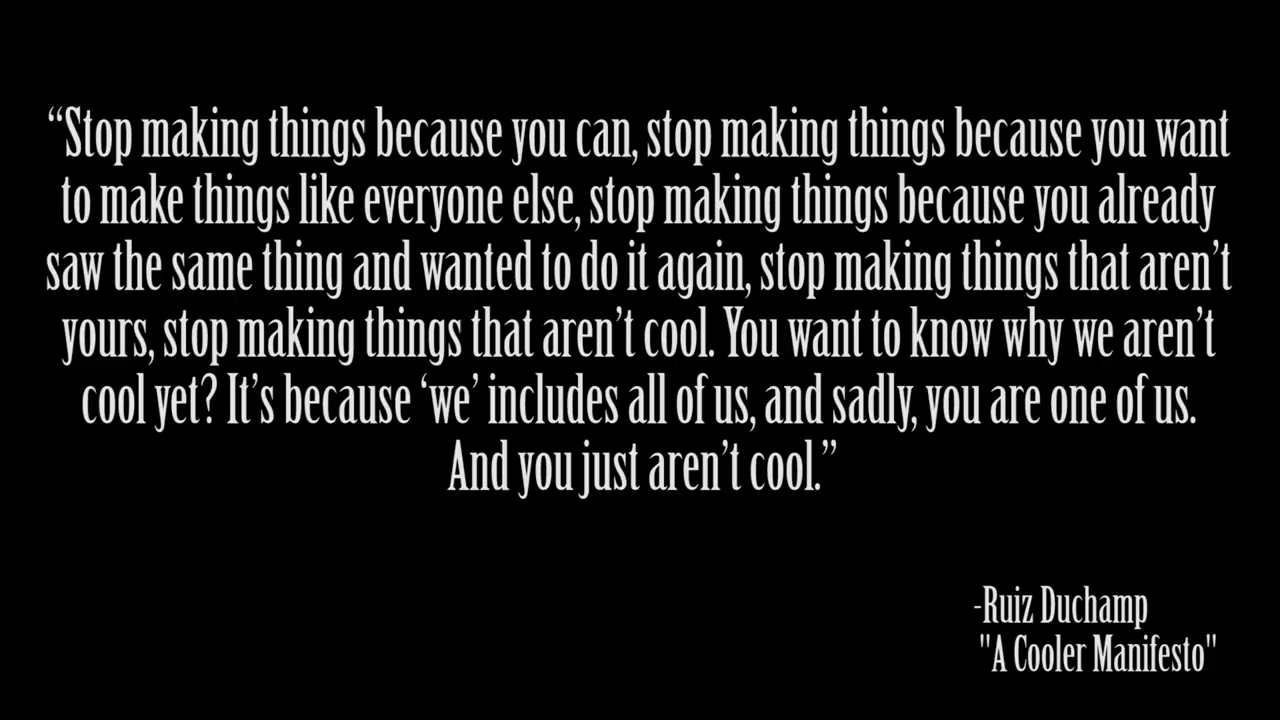 “Stop making things because you can, stop making things because you want
to make things like everyone else, stop making things because you already
saw the same thing and wanted to do it again, stop making things that aren’t
yours, stop making things that aren’t cool. You want to know why we aren’t
cool yet? It’s because ‘we’ includes all of us, and sadly, you are one of us.
And you just aren’t cool.”
-Ruiz Duchamp
"A Cooler Manifesto"